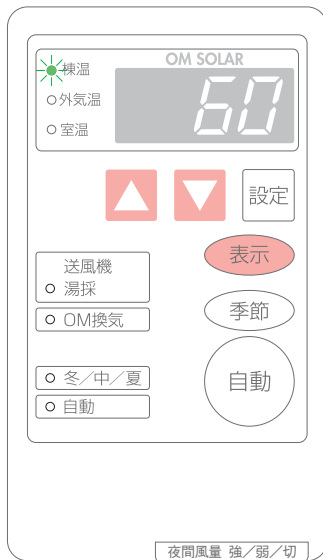 OM SOLAR
棟温
外気温
室温
60
設定
表示
送風機
湯採
季節
OM換気
自動
冬／中／夏
自動
夜間風量 強／弱／切